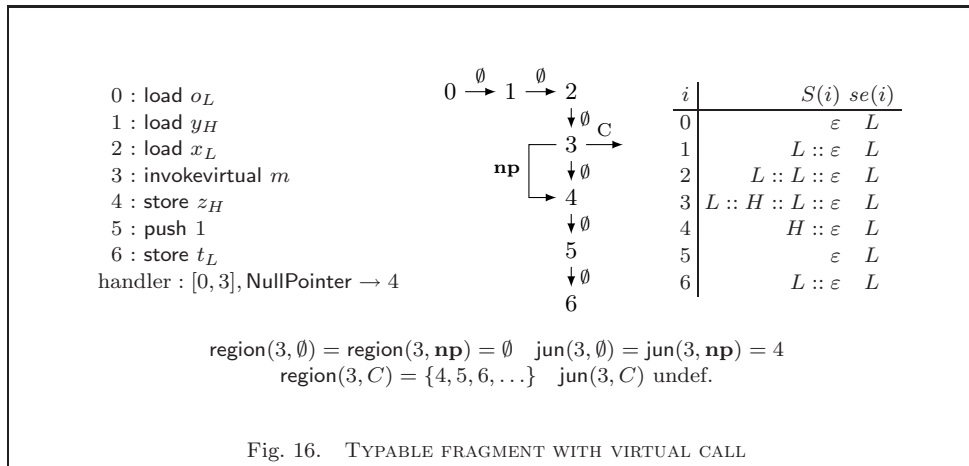 0 : load o_L
1 : load y_H
2 : load x_L
3 : invokevirtual m
4 : store z_H
5 : push 1
6 : store t_L
handler : [0, 3], NullPointer → 4
∅ ∅
0 1 2
∅ C
3
np ∅
4
∅
5
∅
6
i S(i) se(i)
0 ε L
1 L :: ε L
2 L :: L :: ε L
3 L :: H :: L :: ε L
4 H :: ε L
5 ε L
6 L :: ε L
region(3, ∅) = region(3, np) = ∅ jun(3, ∅) = jun(3, np) = 4
region(3, C) = {4, 5, 6, ...} jun(3, C) undef.
Fig. 16. TYPABLE FRAGMENT WITH VIRTUAL CALL